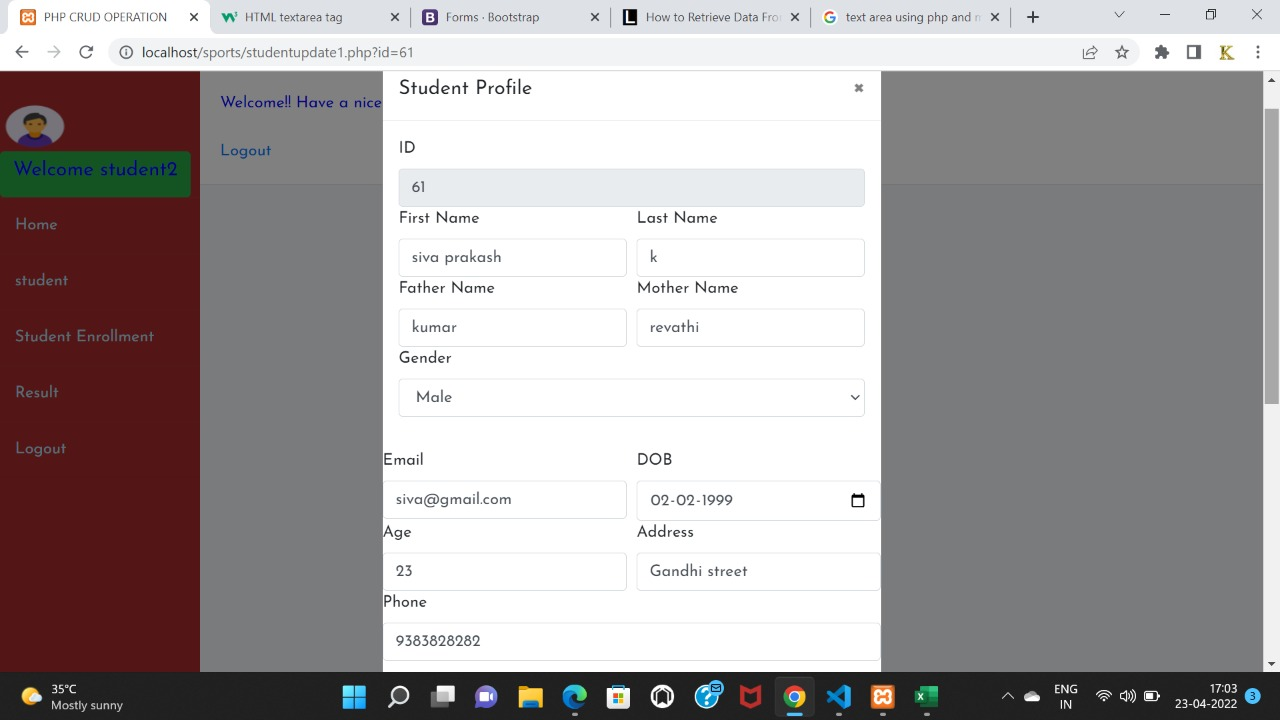 PHP CRUD OPERATION
HTML textarea tag
Forms · Bootstrap
How to Retrieve Data Fro
text area using php and m
localhost/sports/studentupdate1.php?id=61
Student Profile
Welcome!! Have a nice
Logout
Welcome student2
Home
student
Student Enrollment
Result
Logout
ID
61
First Name Last Name
siva prakash k
Father Name Mother Name
kumar revathi
Gender
Male
Email DOB
siva@gmail.com 02-02-1999
Age Address
23 Gandhi street
Phone
9383828282
35°C
Mostly sunny
ENG
IN
17:03
23-04-2022
3